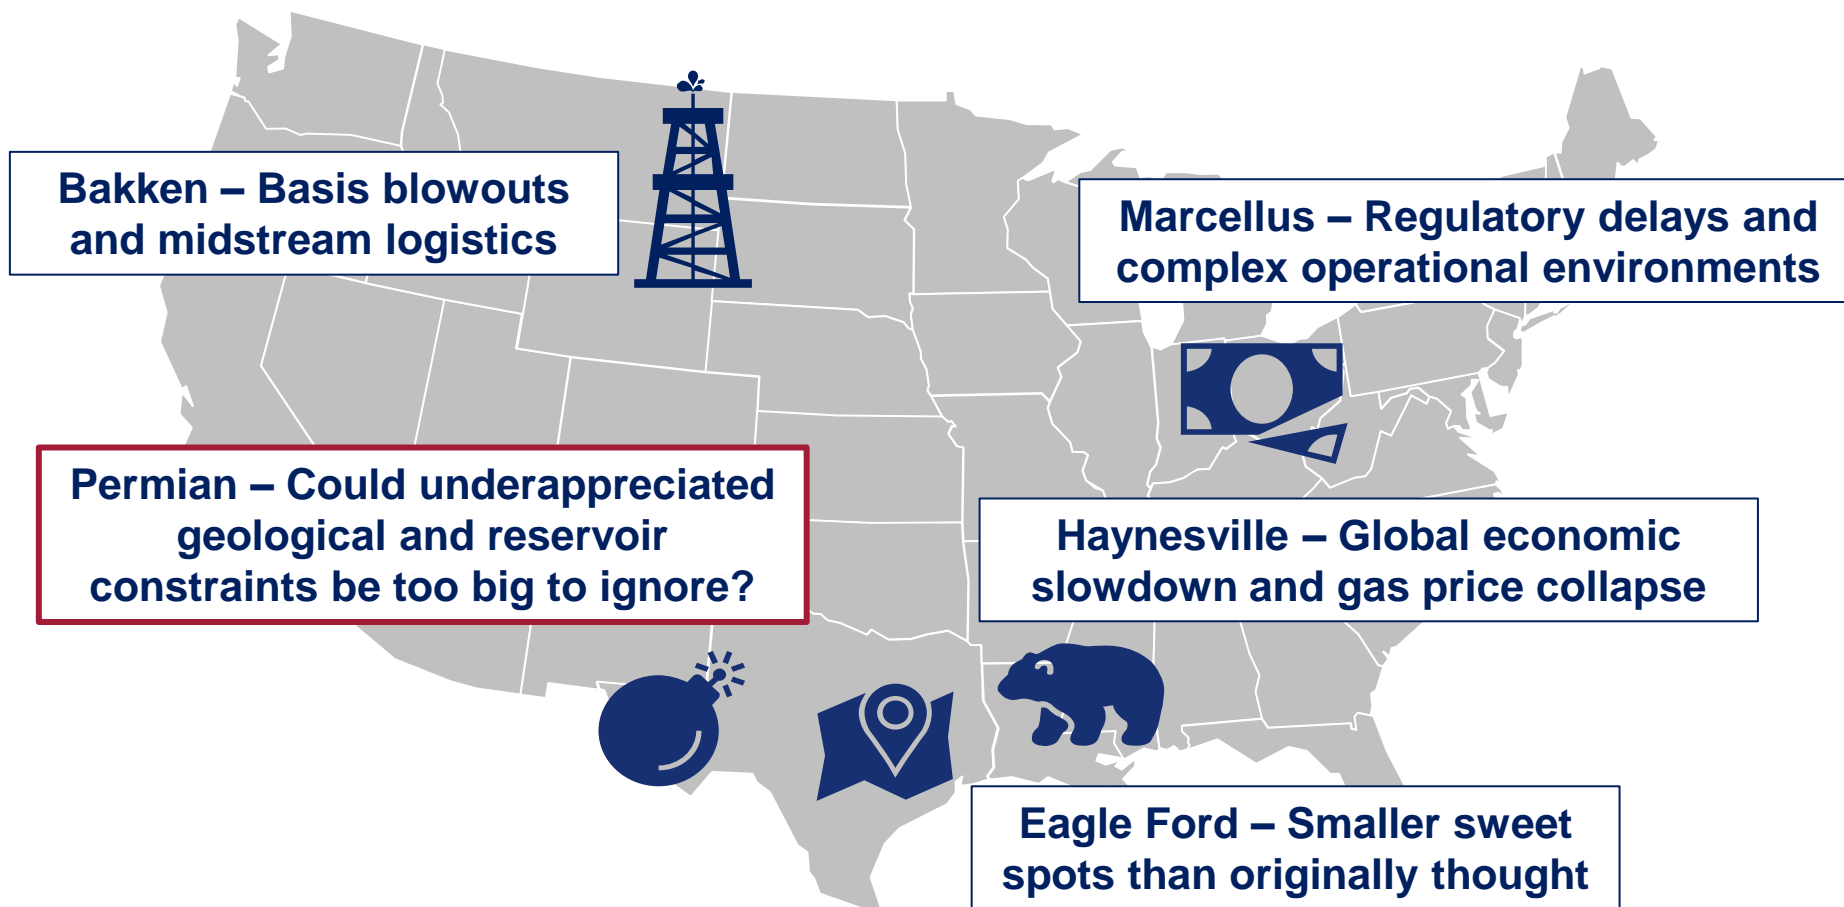 Bakken – Basis blowouts
and midstream logistics
Marcellus – Regulatory delays and
complex operational environments
Permian – Could underappreciated
geological and reservoir
constraints be too big to ignore?
Haynesville – Global economic
slowdown and gas price collapse
Eagle Ford – Smaller sweet
spots than originally thought